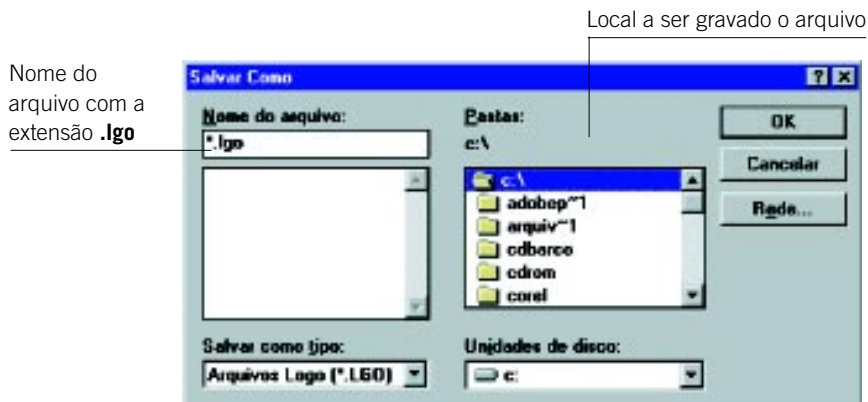 Local a ser gravado o arquivo
Nome do
arquivo com a
extensão .lgo
Salvar Como
Nome do arquivo:
*.lgo
Pastas:
c:\
OK
Cancelar
Rede...
c:\
adobep~1
arquiv~1
cdbarco
cdrom
corel
Salvar como tipo:
Arquivos Logo (*.LGO)
Unidades de disco:
c: